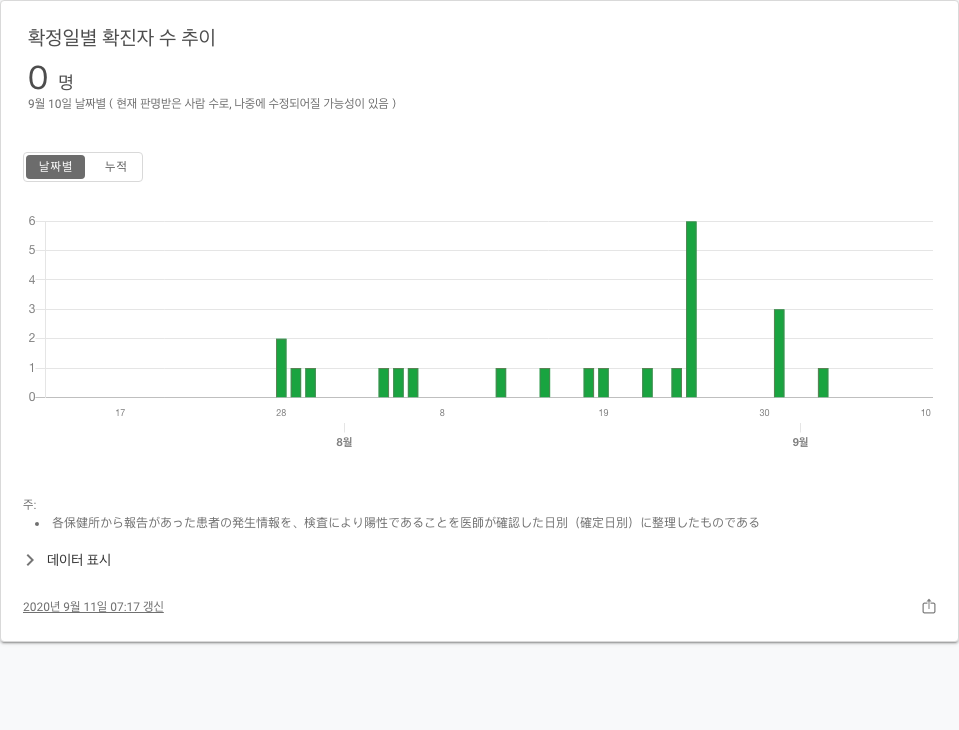 확정일별 확진자 수 추이
0 명
9월 10일 날짜별 ( 현재 판명받은 사람 수로, 나중에 수정되어질 가능성이 있음 )
날짜별 누적
6
5
4
3
2
1
0
17 28 8 19 30 10
8월 9월
주:
• 各保健所から報告があった患者の発生情報を、検査により陽性であることを医師が確認した日別（確定日別）に整理したものである
데이터 표시
2020년 9월 11일 07:17 갱신